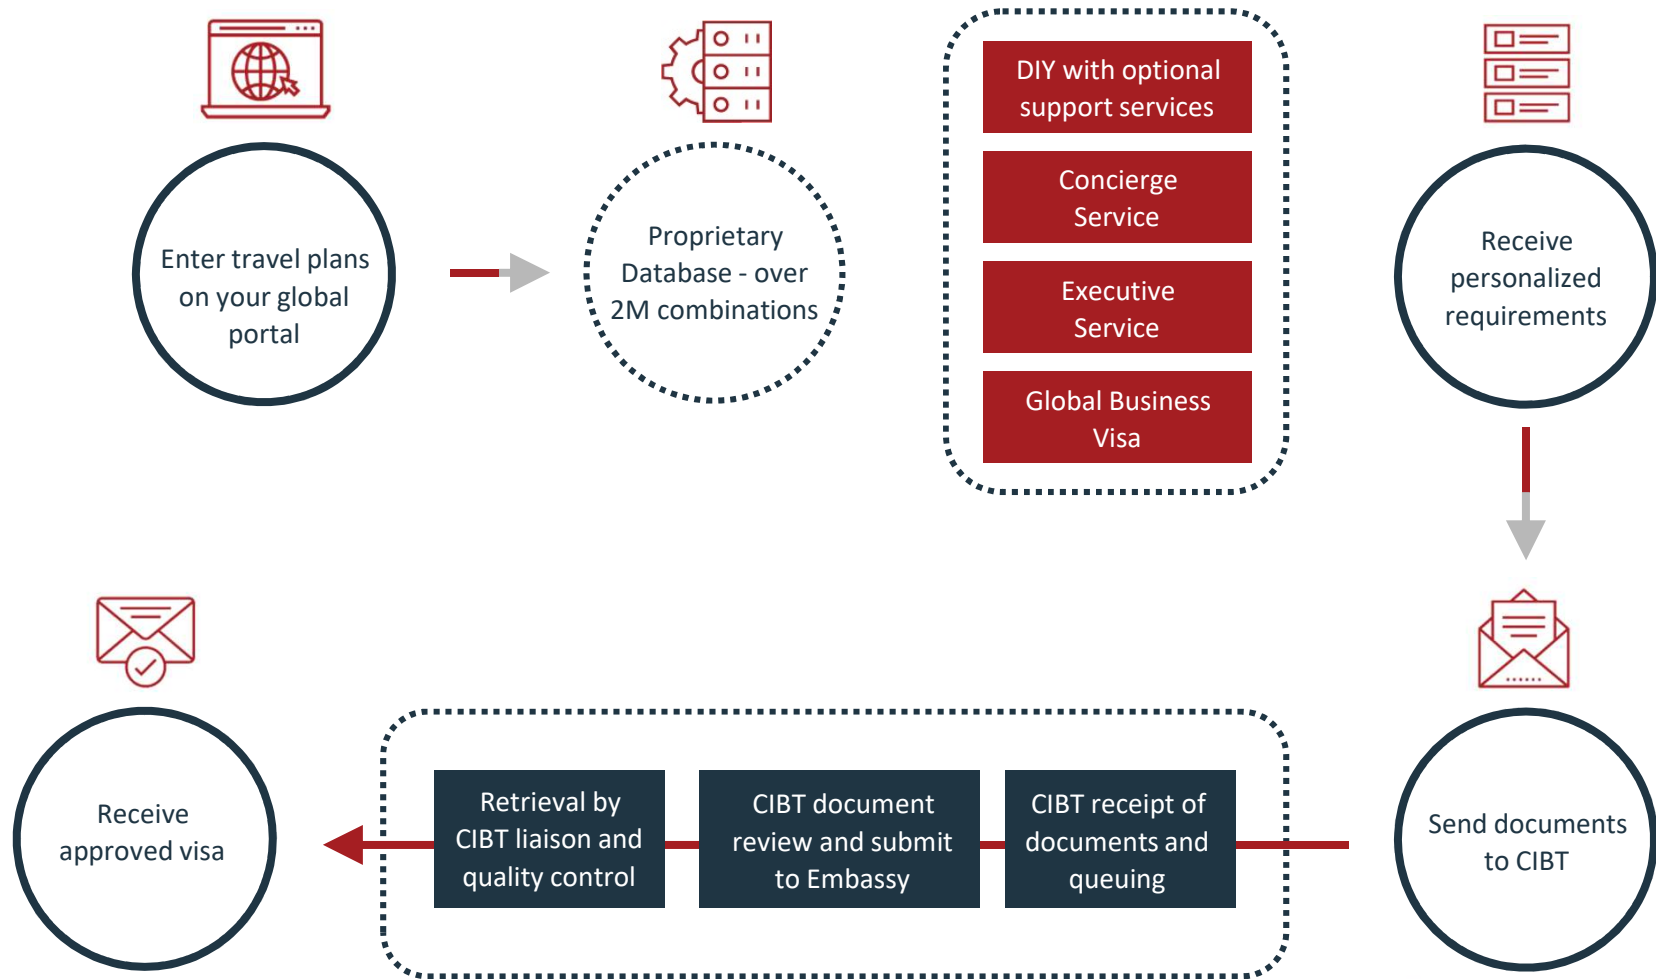 Enter travel plans
on your global
portal
Proprietary
Database - over
2M combinations
DIY with optional
support services
Concierge
Service
Executive
Service
Global Business
Visa
Receive
personalized
requirements
Send documents
to CIBT
CIBT receipt of
documents and
queuing
CIBT document
review and submit
to Embassy
Retrieval by
CIBT liaison and
quality control
Receive
approved visa